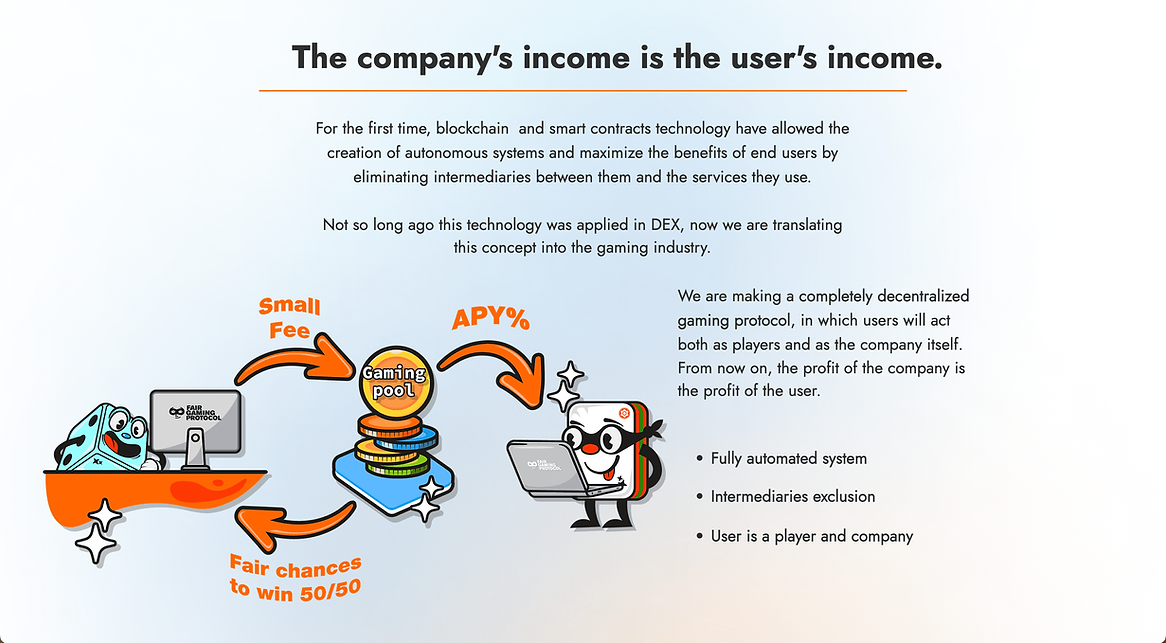 The company's income is the user's income.
For the first time, blockchain and smart contracts technology have allowed the
creation of autonomous systems and maximize the benefits of end users by
eliminating intermediaries between them and the services they use.
Not so long ago this technology was applied in DEX, now we are translating
this concept into the gaming industry.
We are making a completely decentralized
gaming protocol, in which users will act
both as players and as the company itself.
From now on, the profit of the company is
the profit of the user.
• Fully automated system
• Intermediaries exclusion
• User is a player and company
Small
Fee
APY%
Gaming
pool
FAIR
GAMING
PROTOCOL
FAIR
GAMING
PROTOCOL
Fair chances
to win 50/50